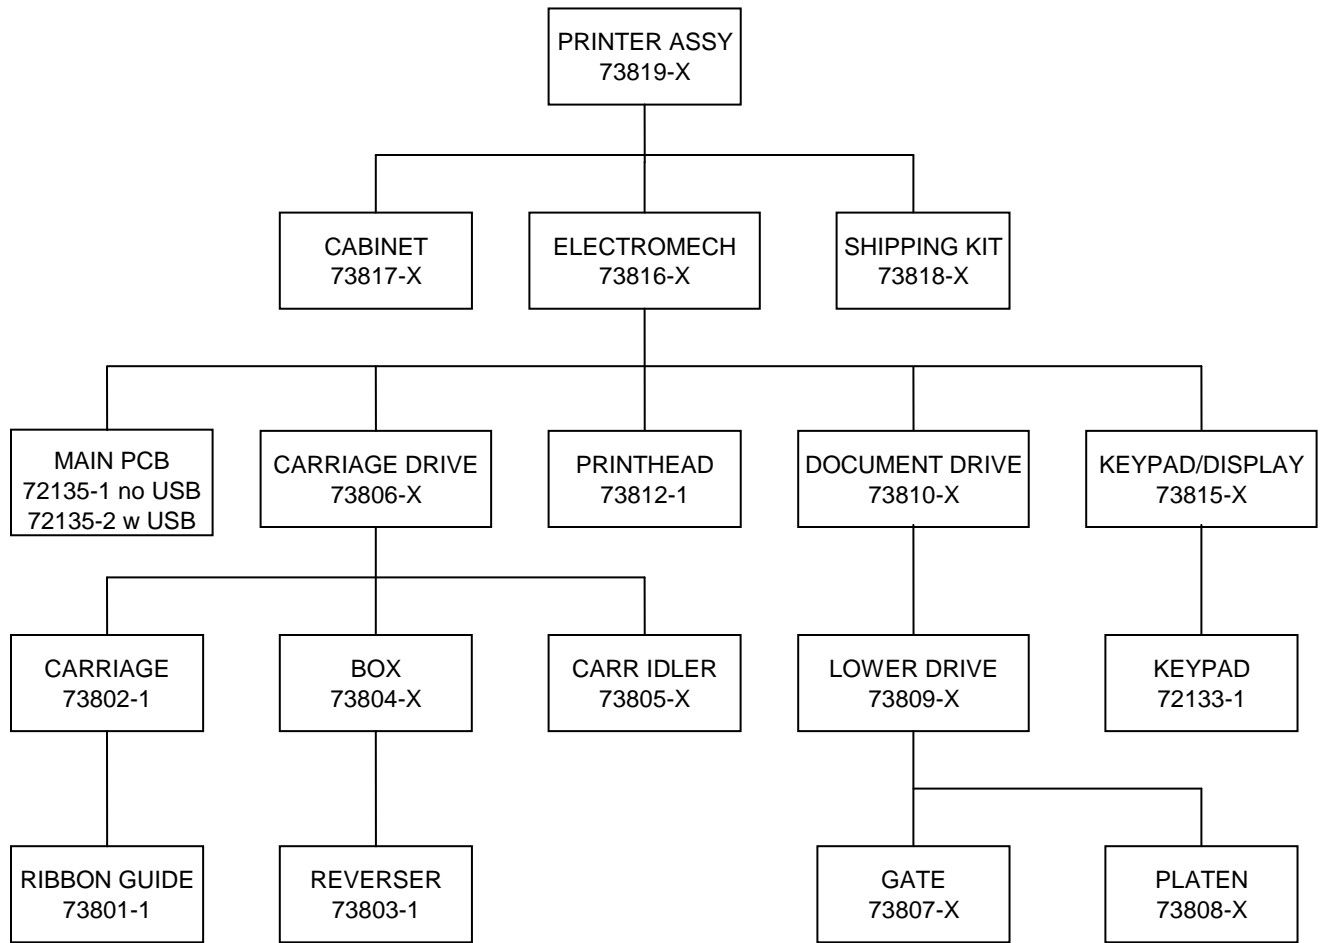 PRINTER ASSY
73819-X
CABINET
73817-X
ELECTROMECH
73816-X
SHIPPING KIT
73818-X
MAIN PCB
72135-1 no USB
72135-2 w USB
CARRIAGE DRIVE
73806-X
PRINTHEAD
73812-1
DOCUMENT DRIVE
73810-X
KEYPAD/DISPLAY
73815-X
CARRIAGE
73802-1
BOX
73804-X
CARR IDLER
73805-X
LOWER DRIVE
73809-X
KEYPAD
72133-1
RIBBON GUIDE
73801-1
REVERSER
73803-1
GATE
73807-X
PLATEN
73808-X